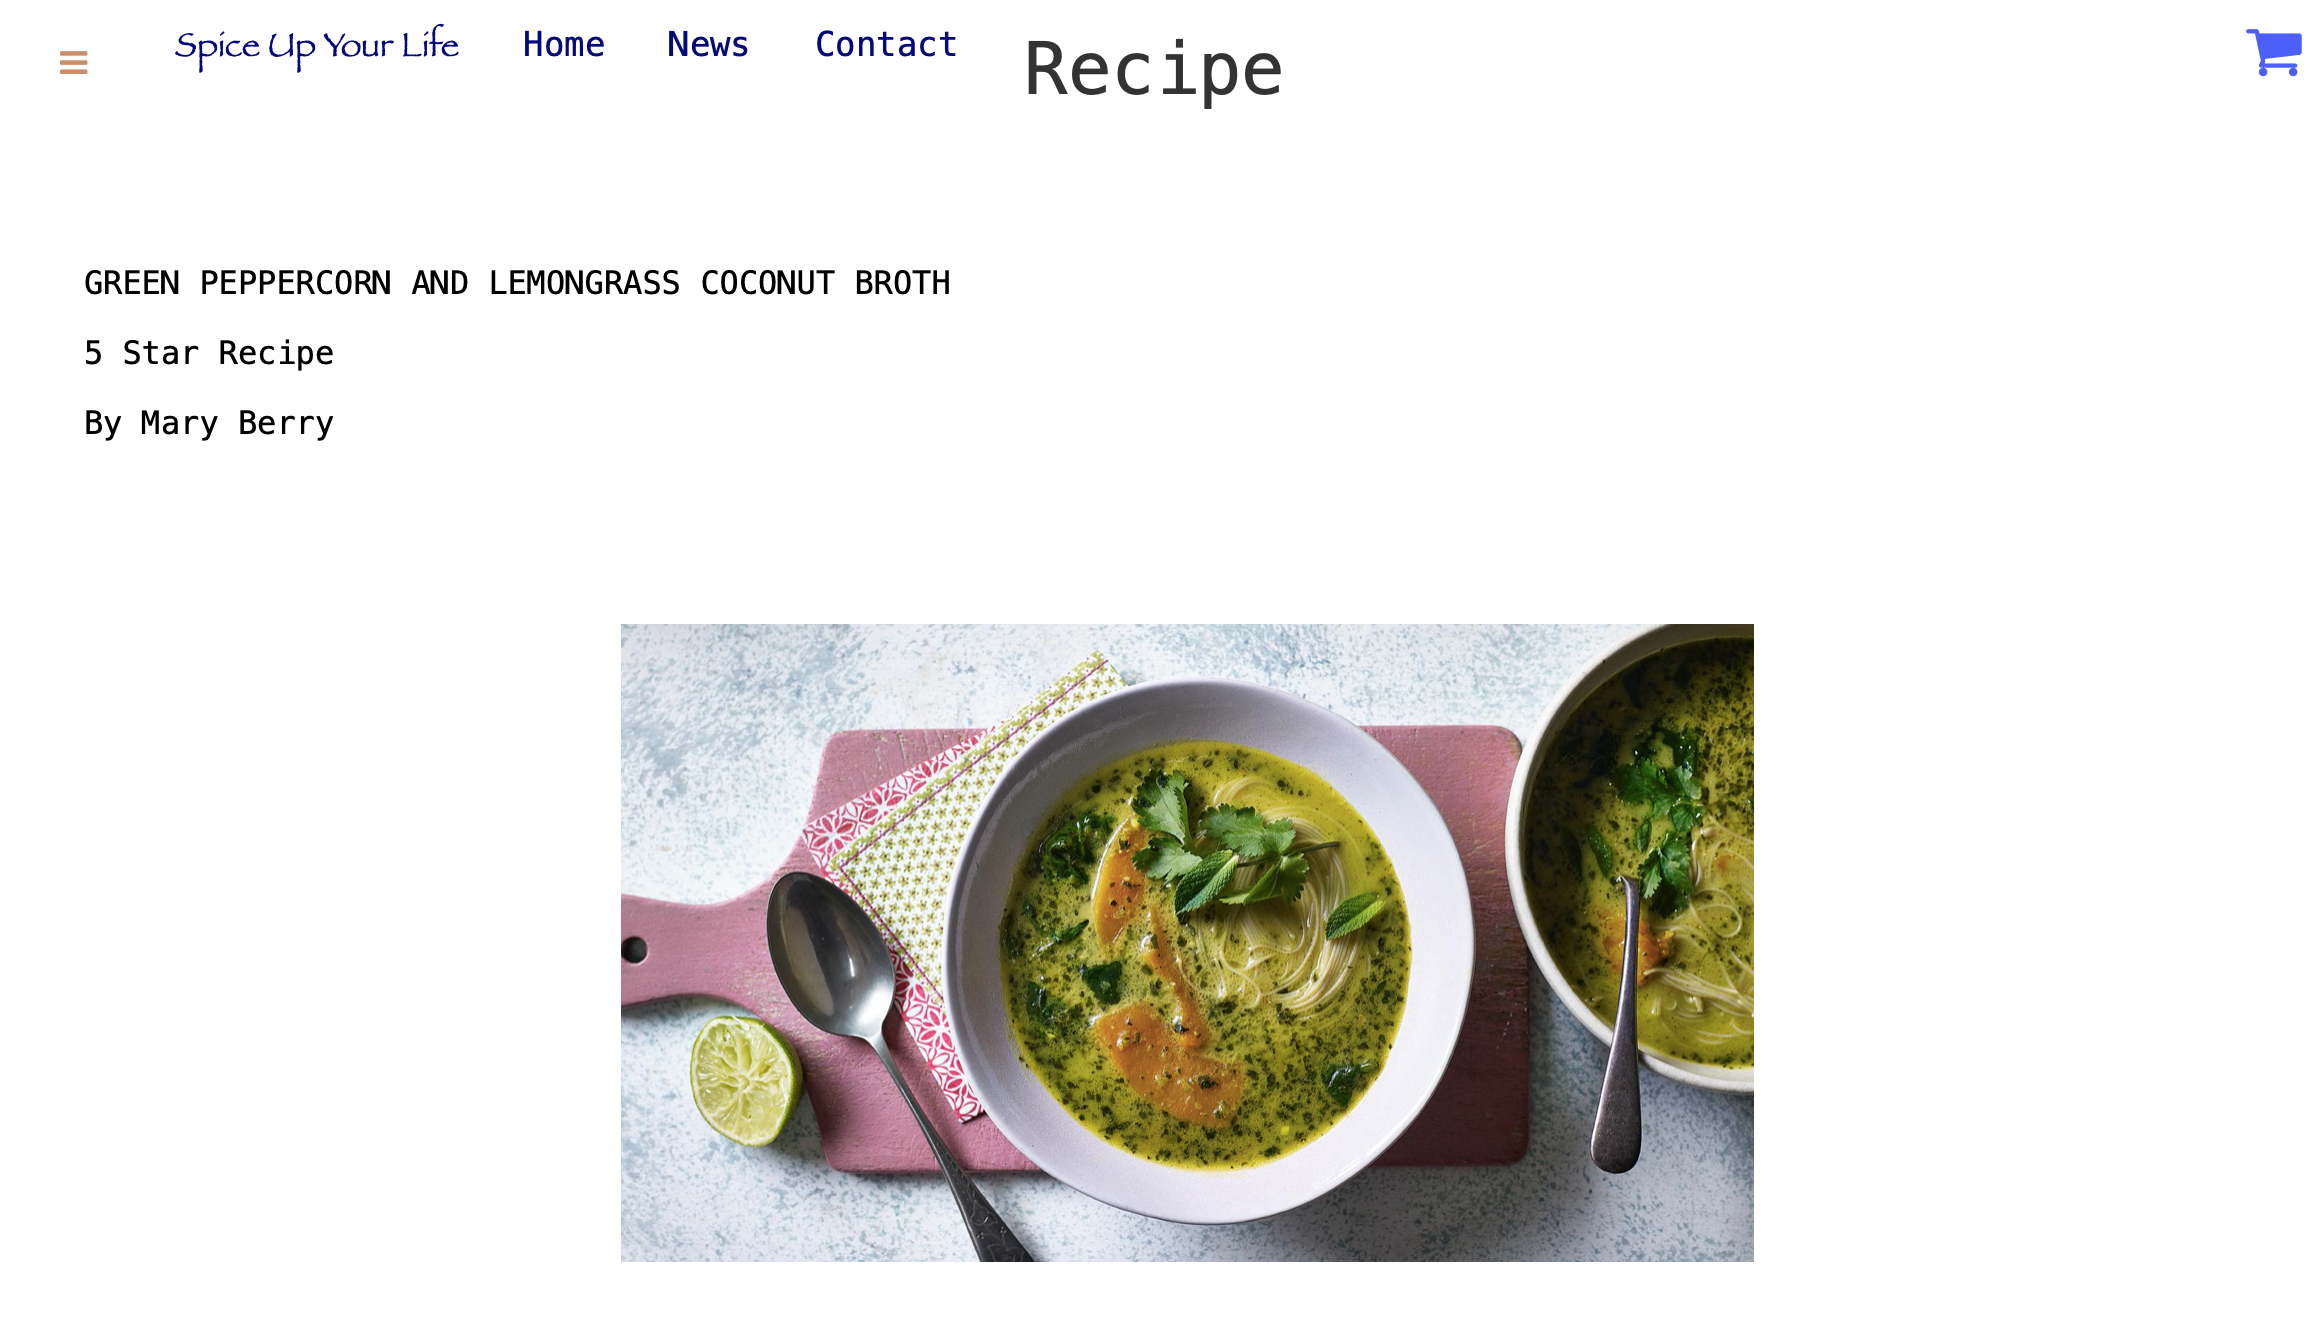 Spice Up Your Life
Home
News
Contact
Recipe
GREEN PEPPERCORN AND LEMONGRASS COCONUT BROTH
5 Star Recipe
By Mary Berry